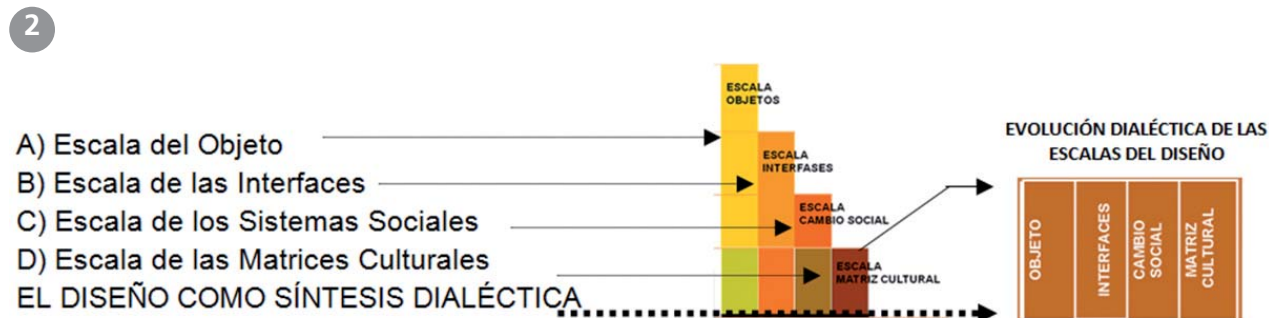 2
A) Escala del Objeto
B) Escala de las Interfaces
C) Escala de los Sistemas Sociales
D) Escala de las Matrices Culturales
EL DISEÑO COMO SÍNTESIS DIALÉCTICA
ESCALA
OBJETOS
ESCALA
INTERFASES
ESCALA
CAMBIO SOCIAL
ESCALA
MATRIZ CULTURAL
EVOLUCIÓN DIALÉCTICA DE LAS
ESCALAS DEL DISEÑO
OBJETO
INTERFACES
CAMBIO
SOCIAL
MATRIZ
CULTURAL